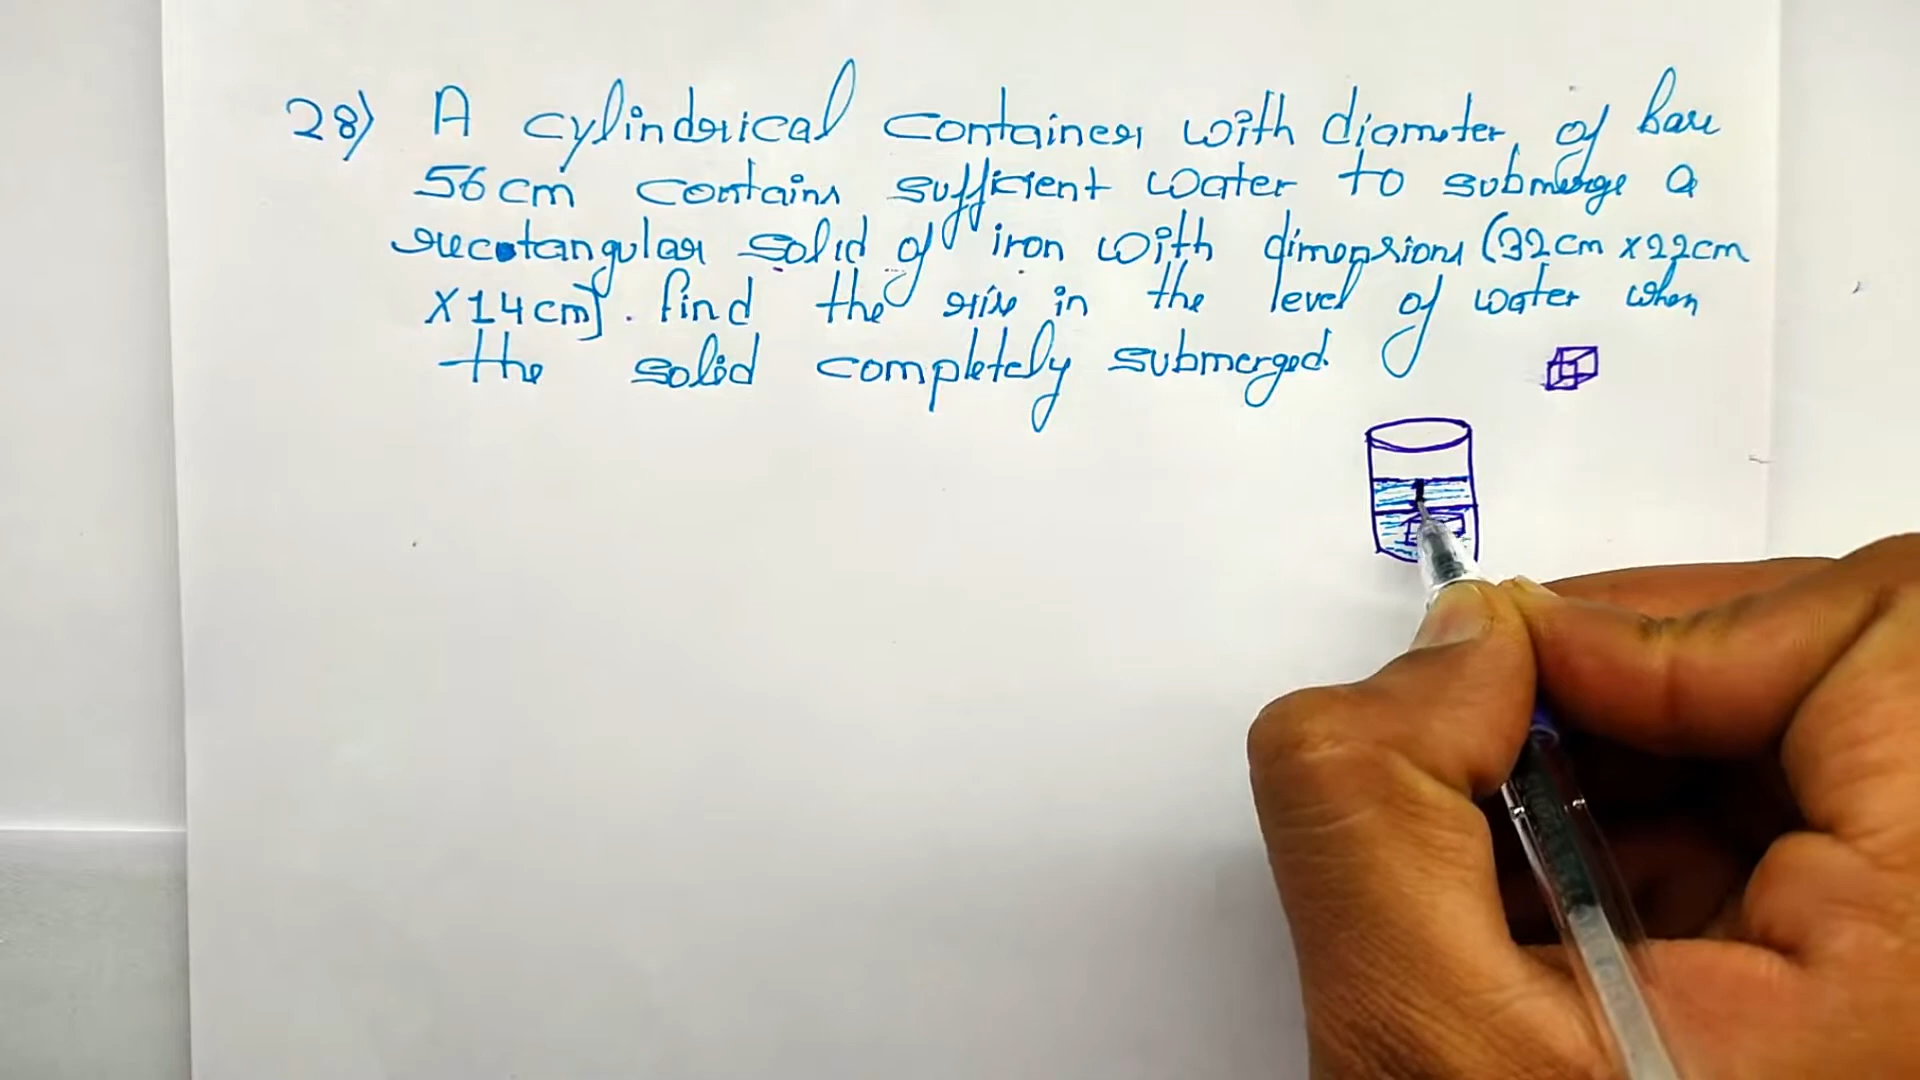 28) A cylindrical container with diameter of base
56 cm contains sufficient water to submerge a
rectangular solid of iron with dimensions (32cm x 22cm
x 14cm). find the rise in the level of water when
the solid completely submerged.